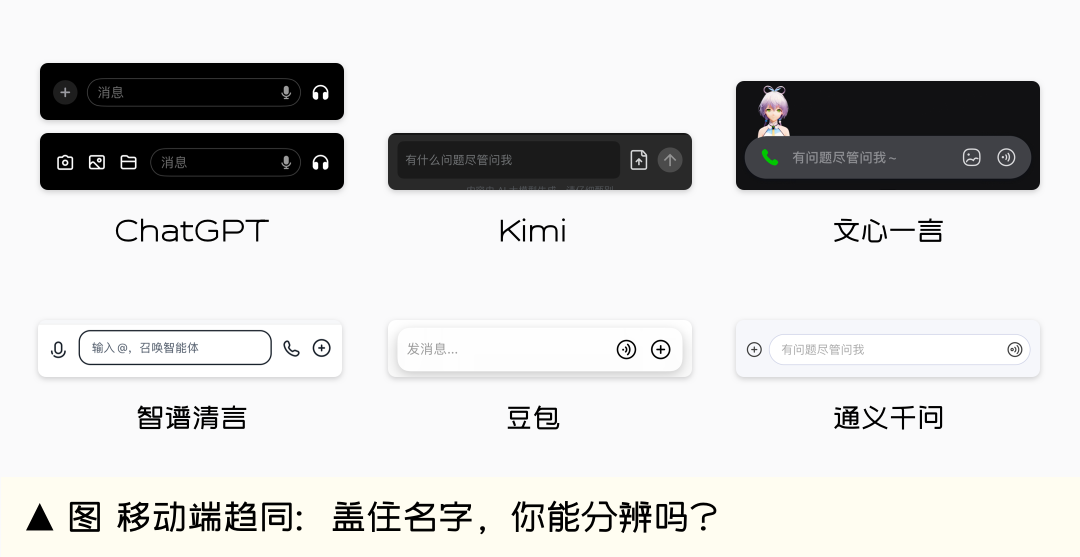 消息
消息
ChatGPT
有什么问题尽管问我
Kimi
有问题尽管问我~
文心一言
输入@，召唤智能体
智谱清言
发消息...
豆包
有问题尽管问我
通义千问
▲ 图 移动端趋同：盖住名字，你能分辨吗？